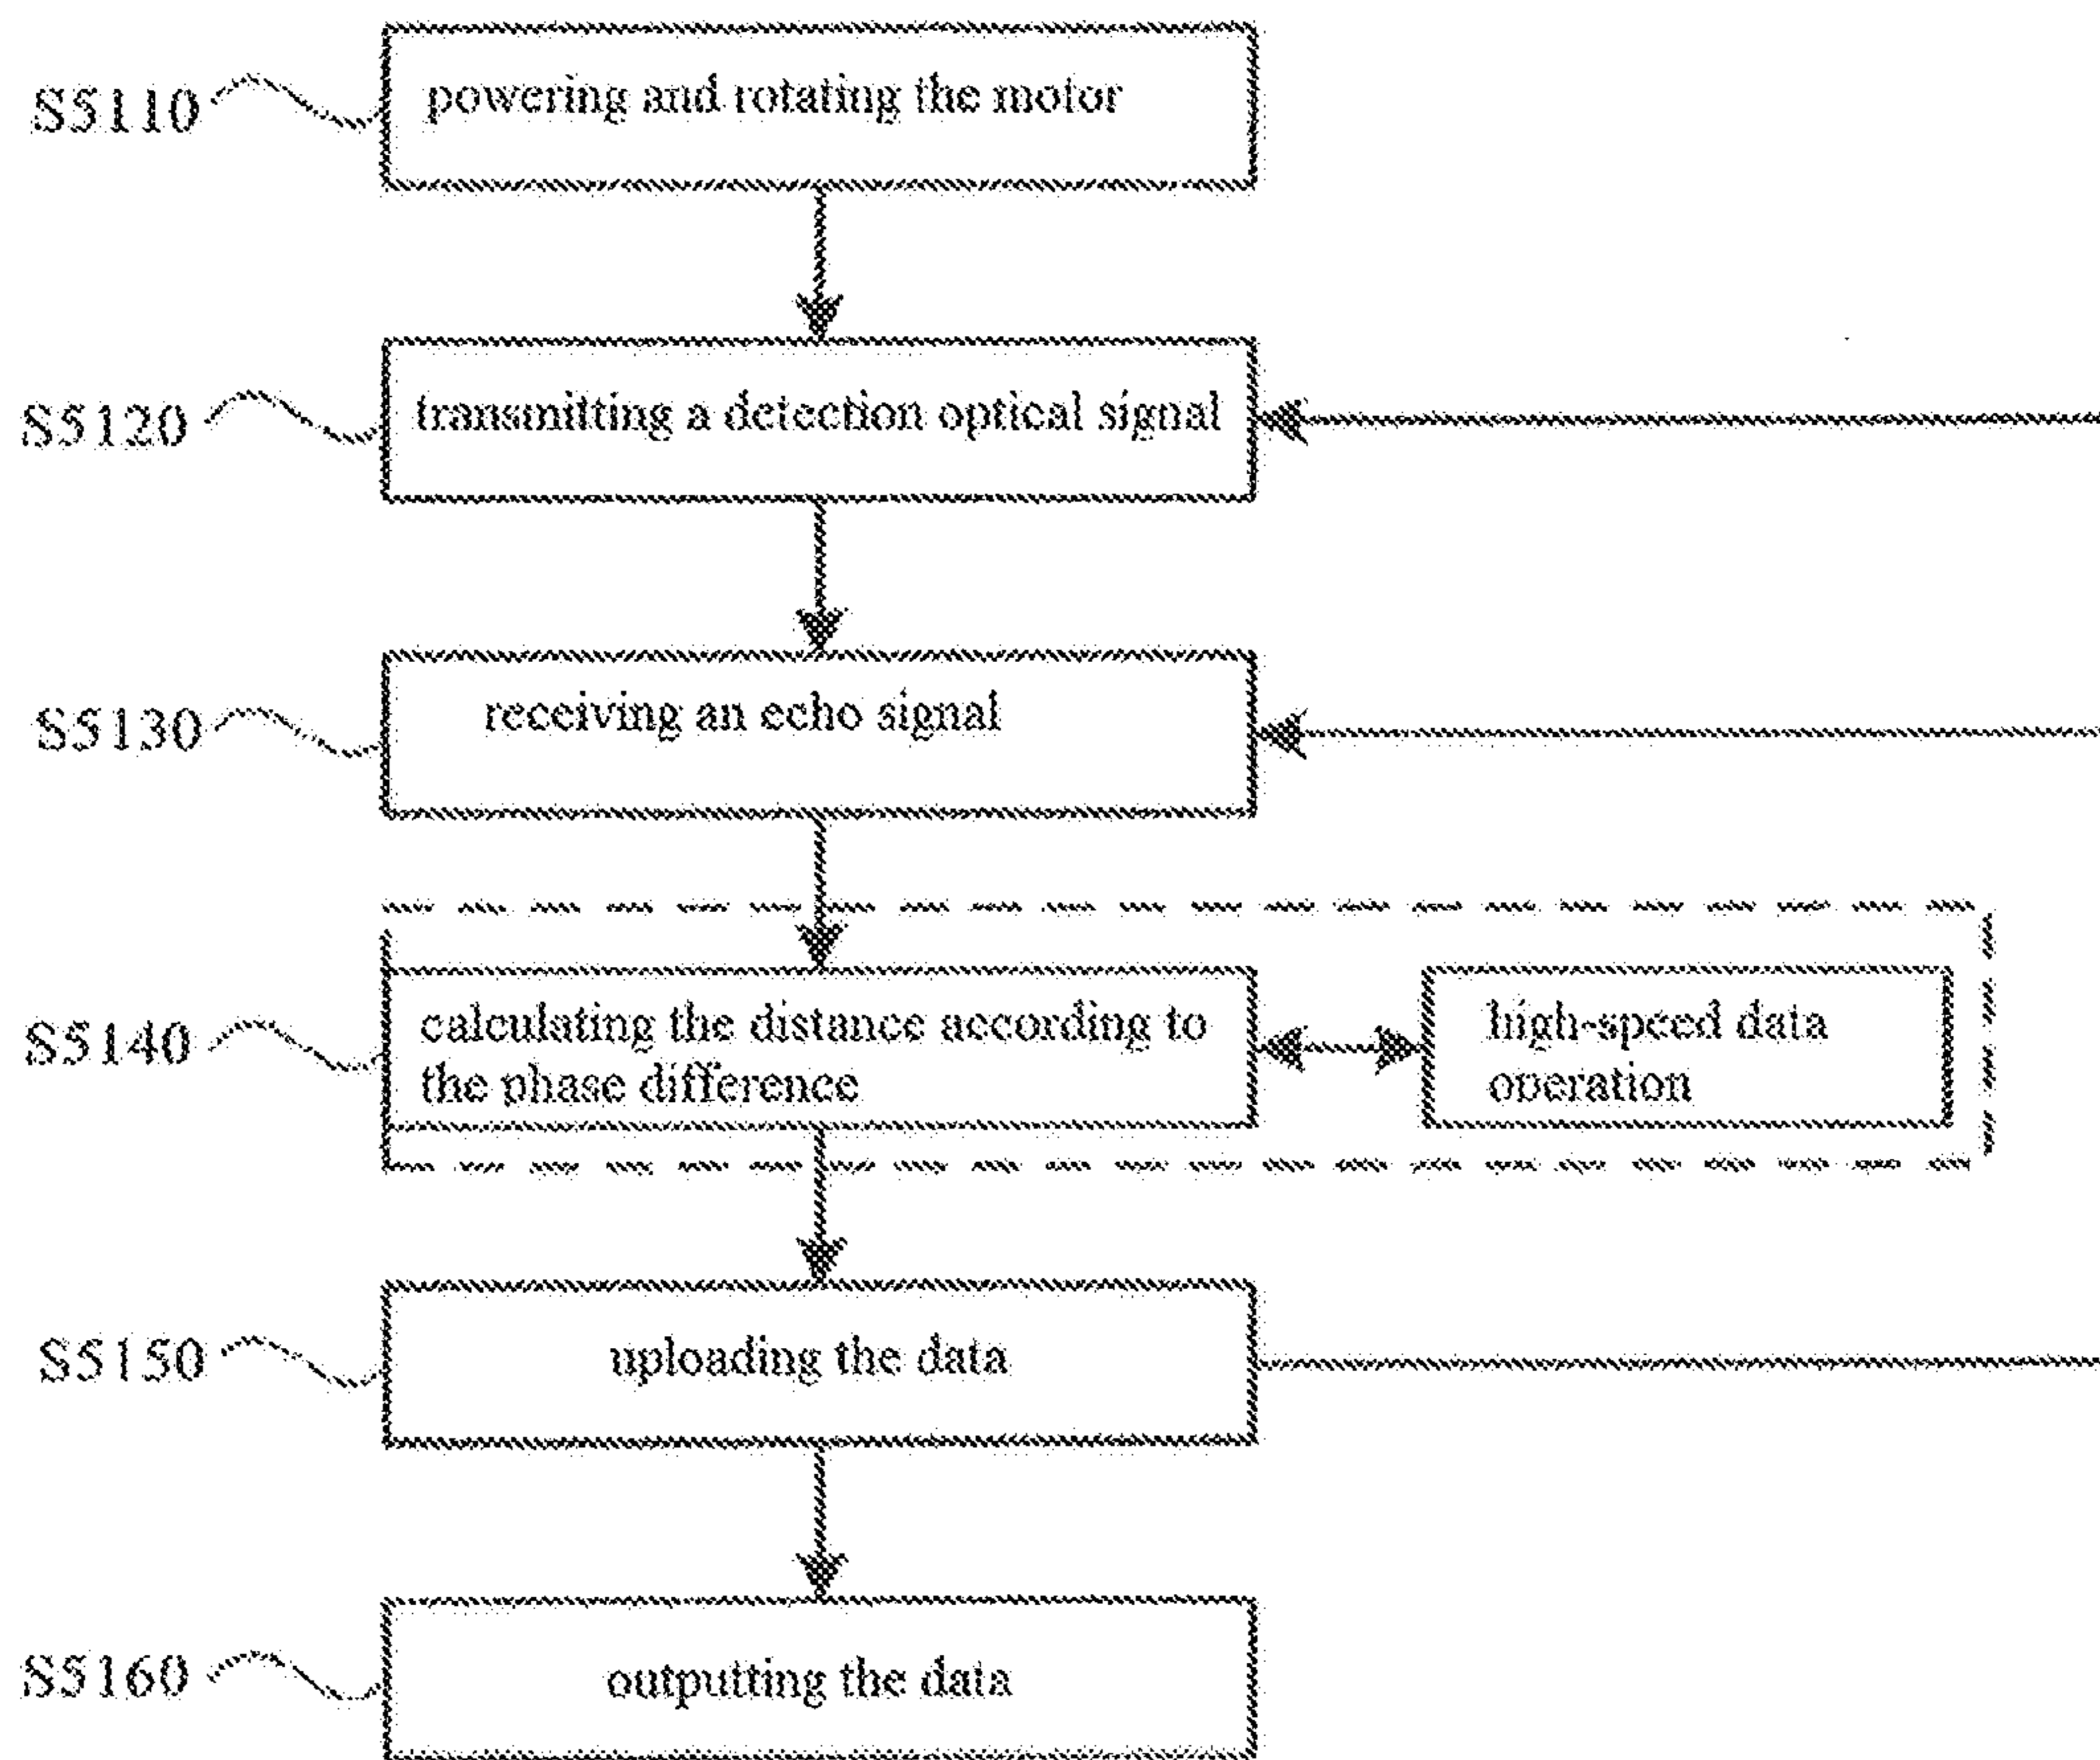 S5110
powering and rotating the motor
S5120
transmitting a detection optical signal
S5130
receiving an echo signal
S5140
calculating the distance according to
the phase difference
high-speed data
operation
S5150
uploading the data
S5160
outputting the data